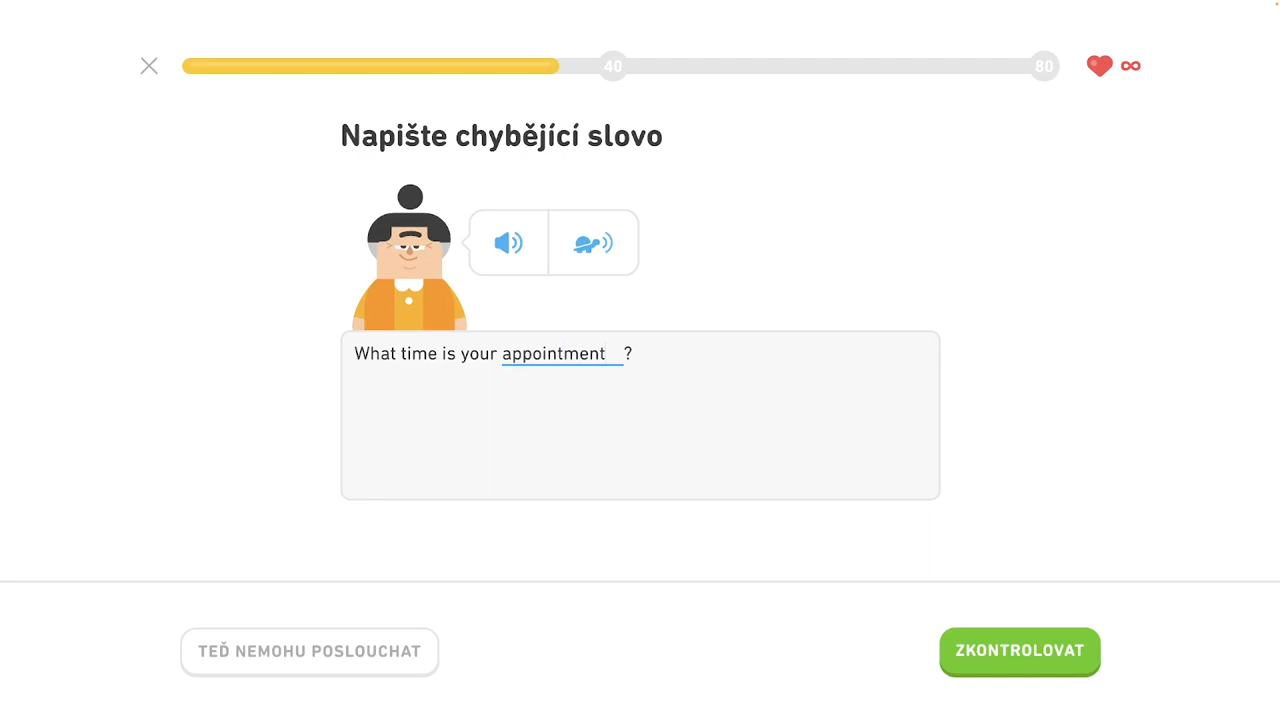 40
80
∞
Napište chybějící slovo
What time is your appointment ?
TEĎ NEMOHU POSLOUCHAT
ZKONTROLOVAT